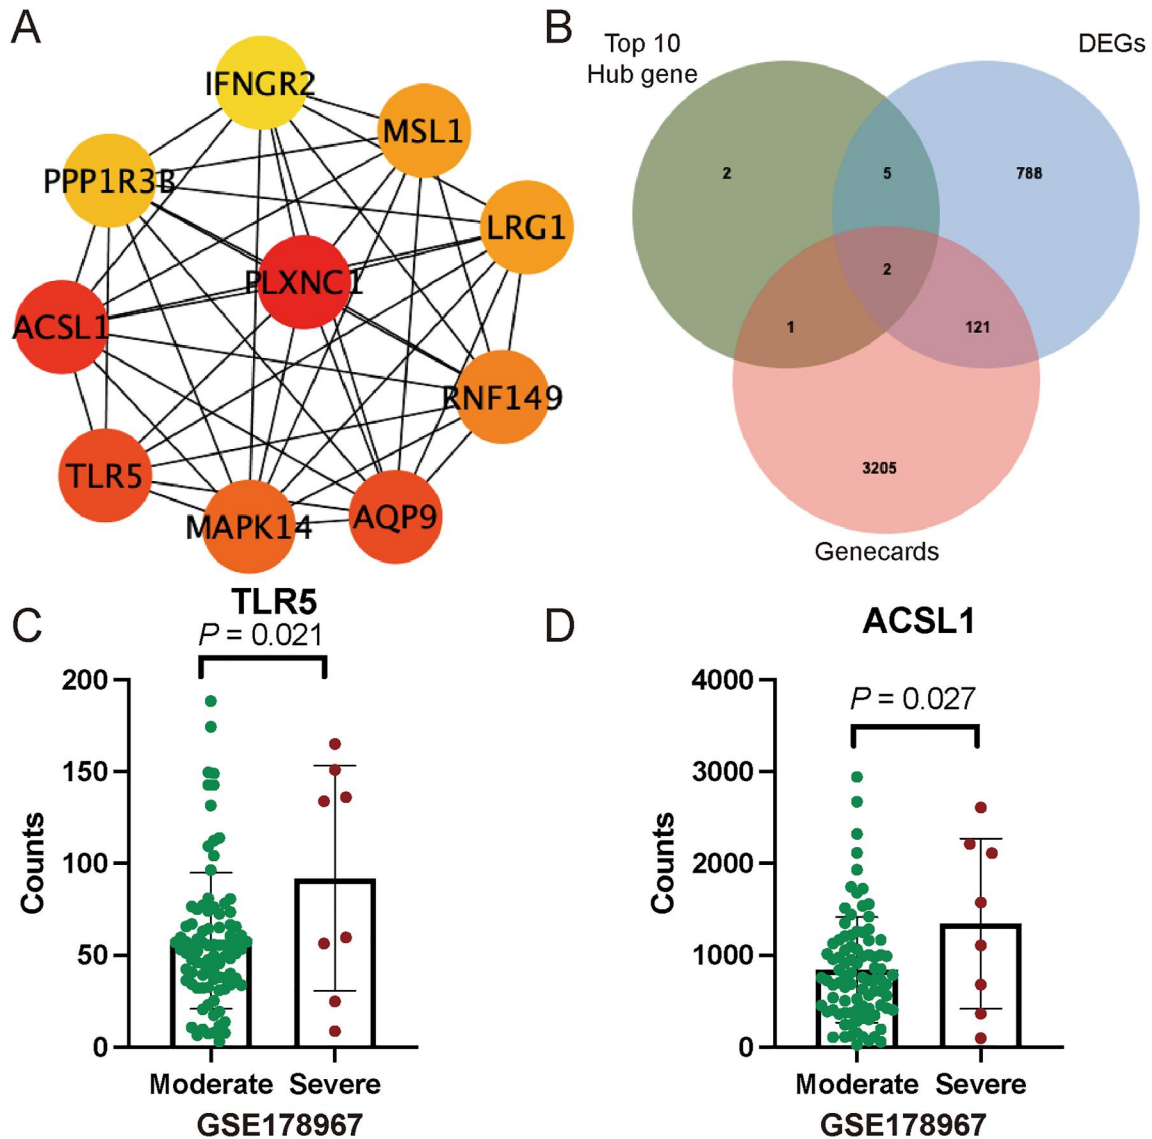 A
IFNGR2
MSL1
PPP1R3B
LRG1
PLXNC1
ACSL1
RNF149
TLR5
AQP9
MAPK14
B
Top 10
Hub gene
DEGs
2
5
788
2
1
121
3205
Genecards
C
TLR5
P = 0.021
200
150
100
50
0
Counts
Moderate
Severe
GSE178967
D
ACSL1
P = 0.027
4000
3000
2000
1000
0
Counts
Moderate
Severe
GSE178967